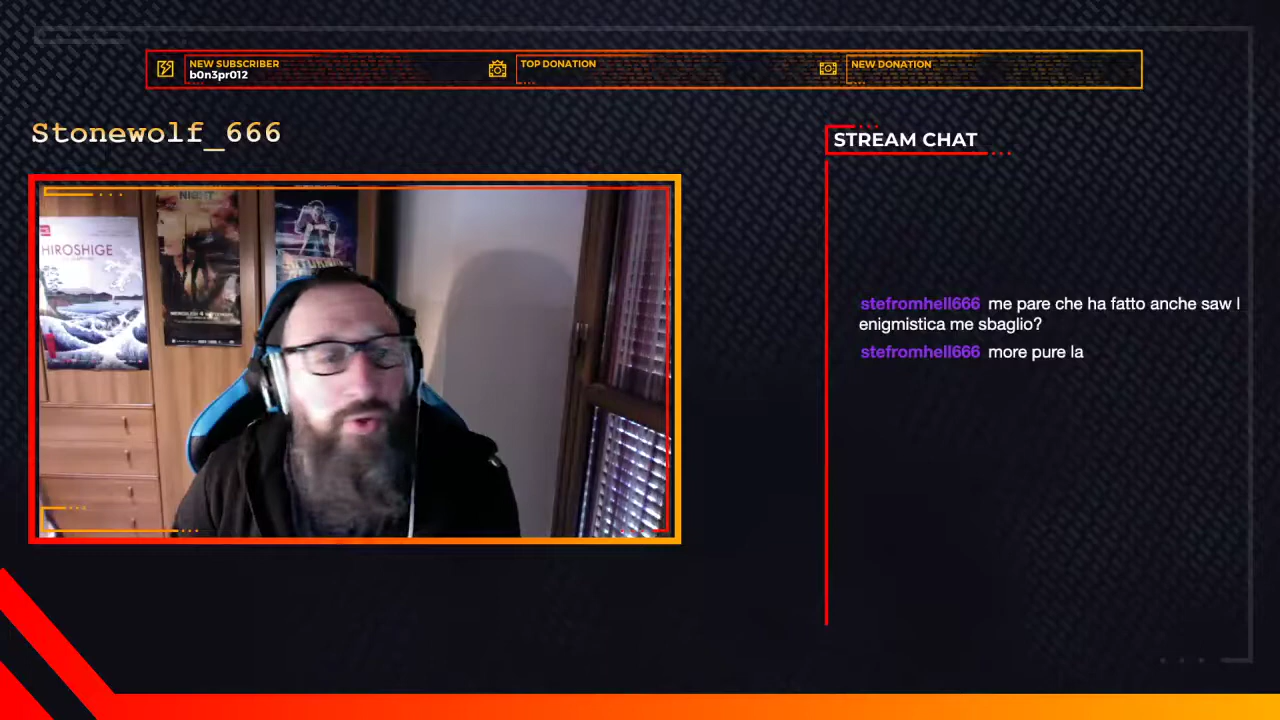 NEW SUBSCRIBER
b0n3pr012
TOP DONATION
NEW DONATION
Stonewolf_666
STREAM CHAT
NIGHT
HIROSHIGE
stefromhell666 me pare che ha fatto anche saw l
enigmistica me sbaglio?
stefromhell666 more pure la